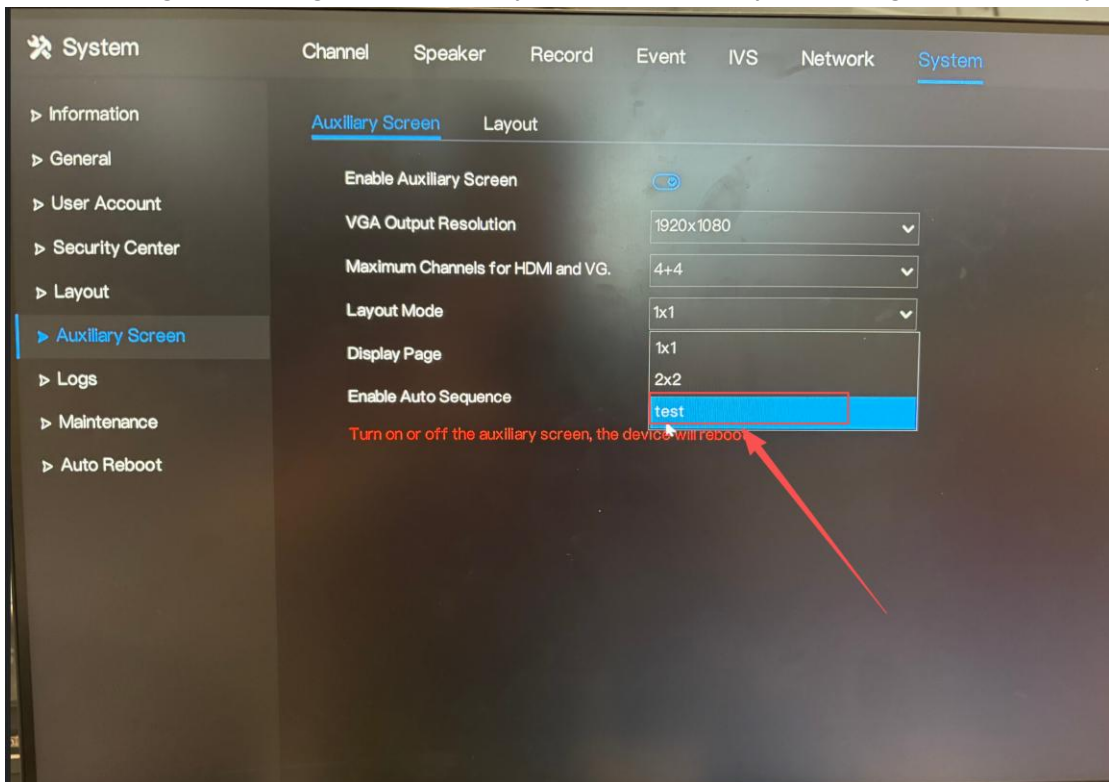 System
Channel Speaker Record Event IVS Network System
Information
General
User Account
Security Center
Layout
Auxiliary Screen
Logs
Maintenance
Auto Reboot
Auxiliary Screen Layout
Enable Auxiliary Screen
VGA Output Resolution 1920x1080
Maximum Channels for HDMI and VG. 4+4
Layout Mode 1x1
Display Page
1x1
2x2
test
Enable Auto Sequence
Turn on or off the auxiliary screen, the device will reboot